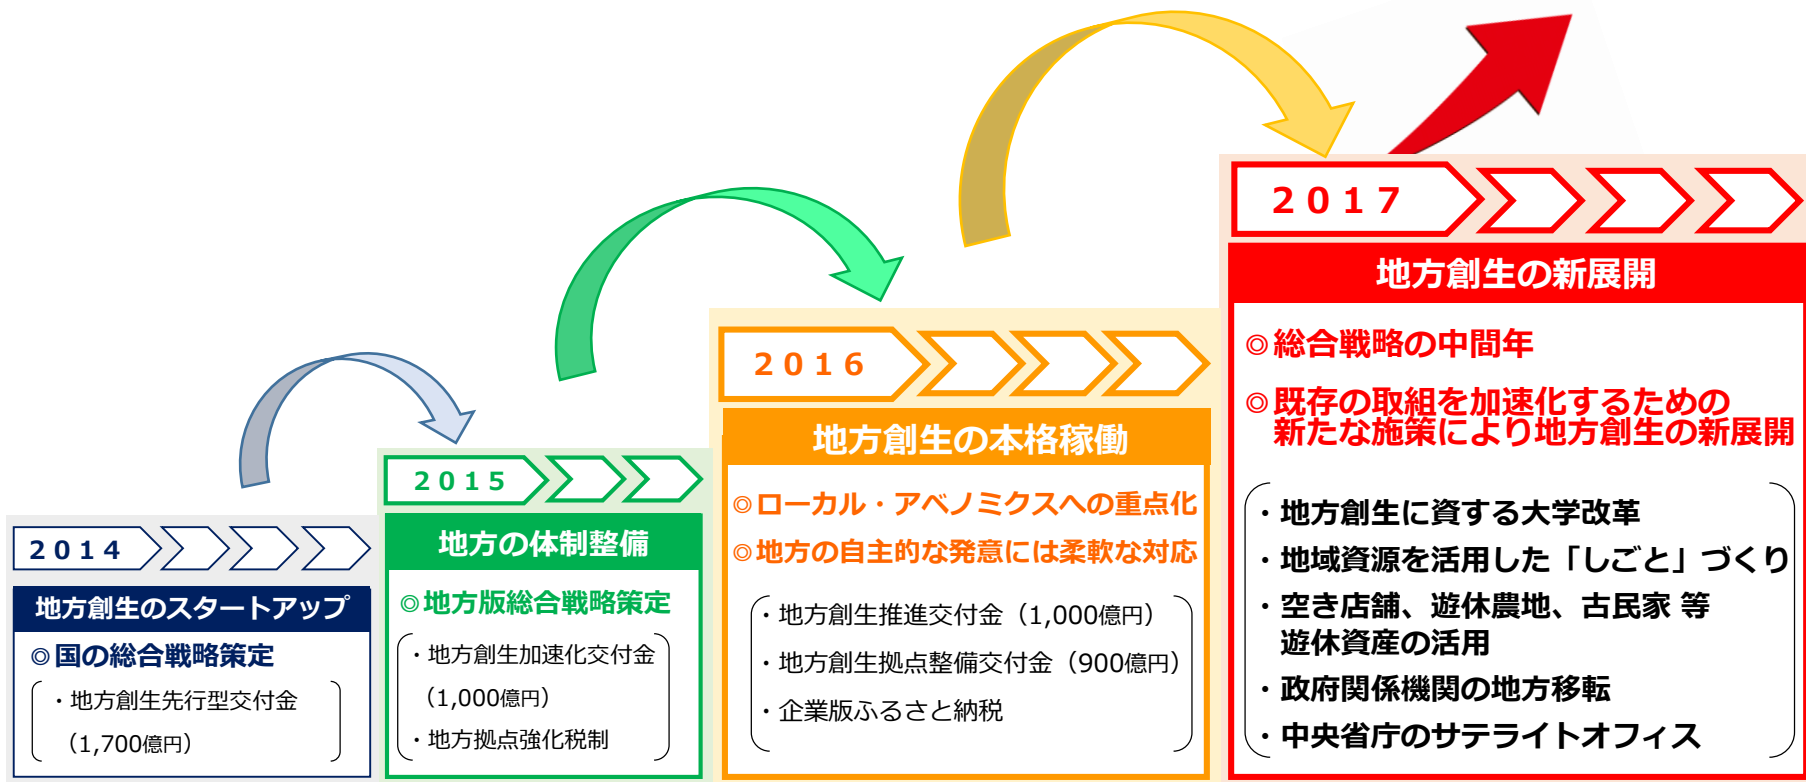 2014
地方創生のスタートアップ
◎国の総合戦略策定
・地方創生先行型交付金
（1,700億円）
2015
地方の体制整備
◎地方版総合戦略策定
・地方創生加速化交付金
（1,000億円）
・地方拠点強化税制
2016
地方創生の本格稼働
◎ローカル・アベノミクスへの重点化
◎地方の自主的な発意には柔軟な対応
・地方創生推進交付金（1,000億円）
・地方創生拠点整備交付金（900億円）
・企業版ふるさと納税
2017
地方創生の新展開
◎総合戦略の中間年
◎既存の取組を加速化するための
新たな施策により地方創生の新展開
・地方創生に資する大学改革
・地域資源を活用した「しごと」づくり
・空き店舗、遊休農地、古民家 等
遊休資産の活用
・政府関係機関の地方移転
・中央省庁のサテライトオフィス